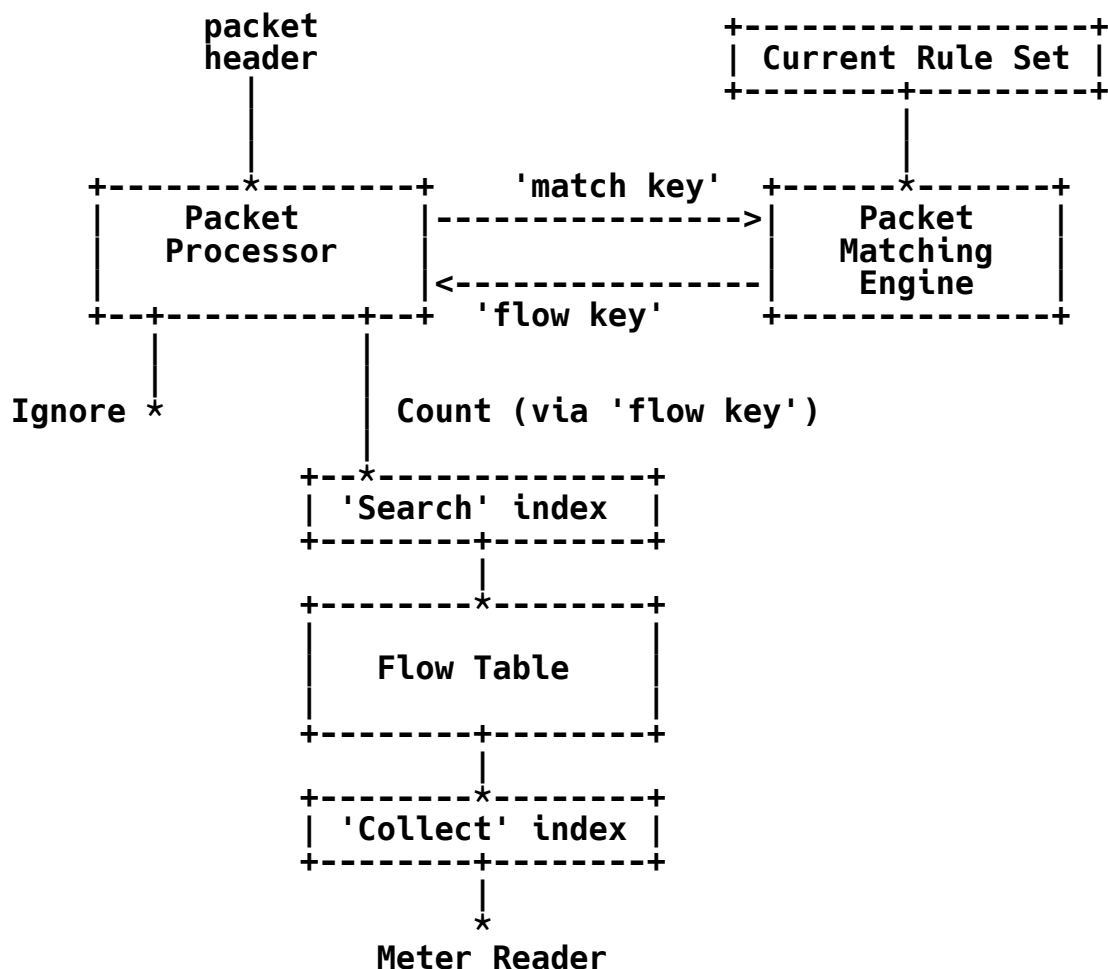 packet
header
Current Rule Set
'match key'
Packet
Processor
Packet
Matching
Engine
'flow key'
Ignore *
Count (via 'flow key')
'Search' index
Flow Table
'Collect' index
Meter Reader